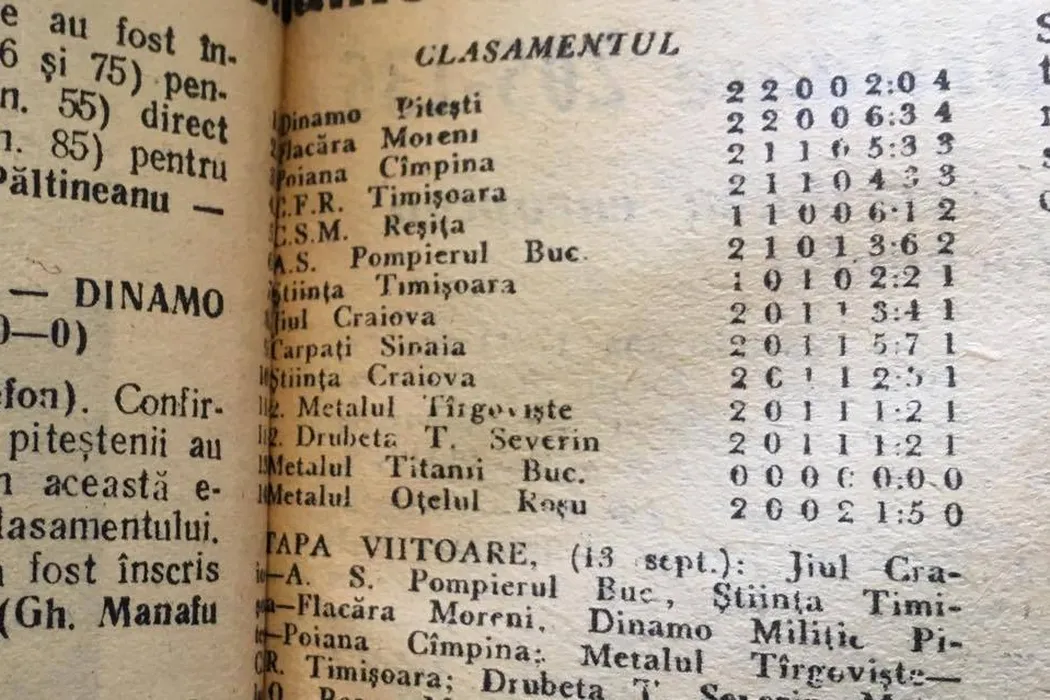 e au fost în-
6 și 75) pen-
n. 55) direct
n. 85) pentru
Păltineanu —
— DINAMO
0—0)
efon). Confir-
piteștenii au
n această e-
lasamentului.
fost înscris
(Gh. Manafu
CLASAMENTUL
Dinamo Pitești 2 2 0 0 2:0 4
Flacăra Moreni 2 2 0 0 6:3 4
Poiana Cîmpina 2 1 1 0 5:3 3
C.F.R. Timișoara 2 1 1 0 4 3 3
C.S.M. Reșița 1 1 0 0 6:1 2
A.S. Pompierul Buc. 2 1 0 1 3:6 2
Știința Timișoara 1 0 1 0 2:2 1
Jiul Craiova 2 0 1 1 3:4 1
Carpați Sinaia 2 0 1 1 5:7 1
Știința Craiova 2 0 1 1 1
Metalul Tîrgoviște 2 0 1 1 1:2 1
Drubeta T. Severin 2 0 1 1 1:2 1
Metalul Titanii Buc. 0 0 0 0 0:0 0
Metalul Oțelul Roșu 2 0 0 2 1:5 0
TAPA VIITOARE, (13 sept.): Jiul Cra-
—A. S. Pompierul Buc., Știința Timi-
—Flacăra Moreni, Dinamo Miliție Pi-
—Poiana Cîmpina; Metalul Tîrgoviște—
R. Timișoara; Drubeta T. Severin